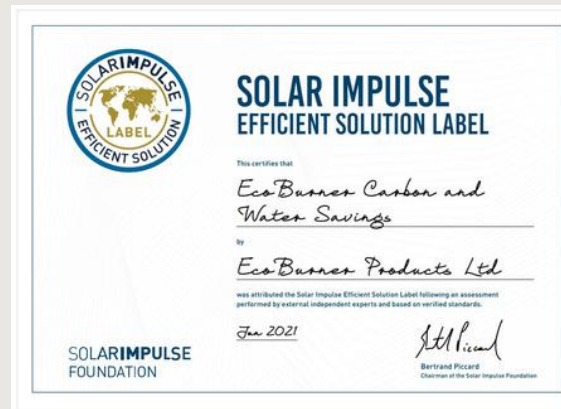 SOLARIMPULSE
LABEL
EFFICIENT SOLUTION
SOLAR IMPULSE
EFFICIENT SOLUTION LABEL
This certifies that
EcoBurner Carbon and
Water Savings
by
EcoBurner Products Ltd
was attributed the Solar Impulse Efficient Solution Label following an assessment
performed by external independent experts and based on verified standards.
Jan 2021
Bertrand Piccard
Chairman of the Solar Impulse Foundation
SOLARIMPULSE
FOUNDATION